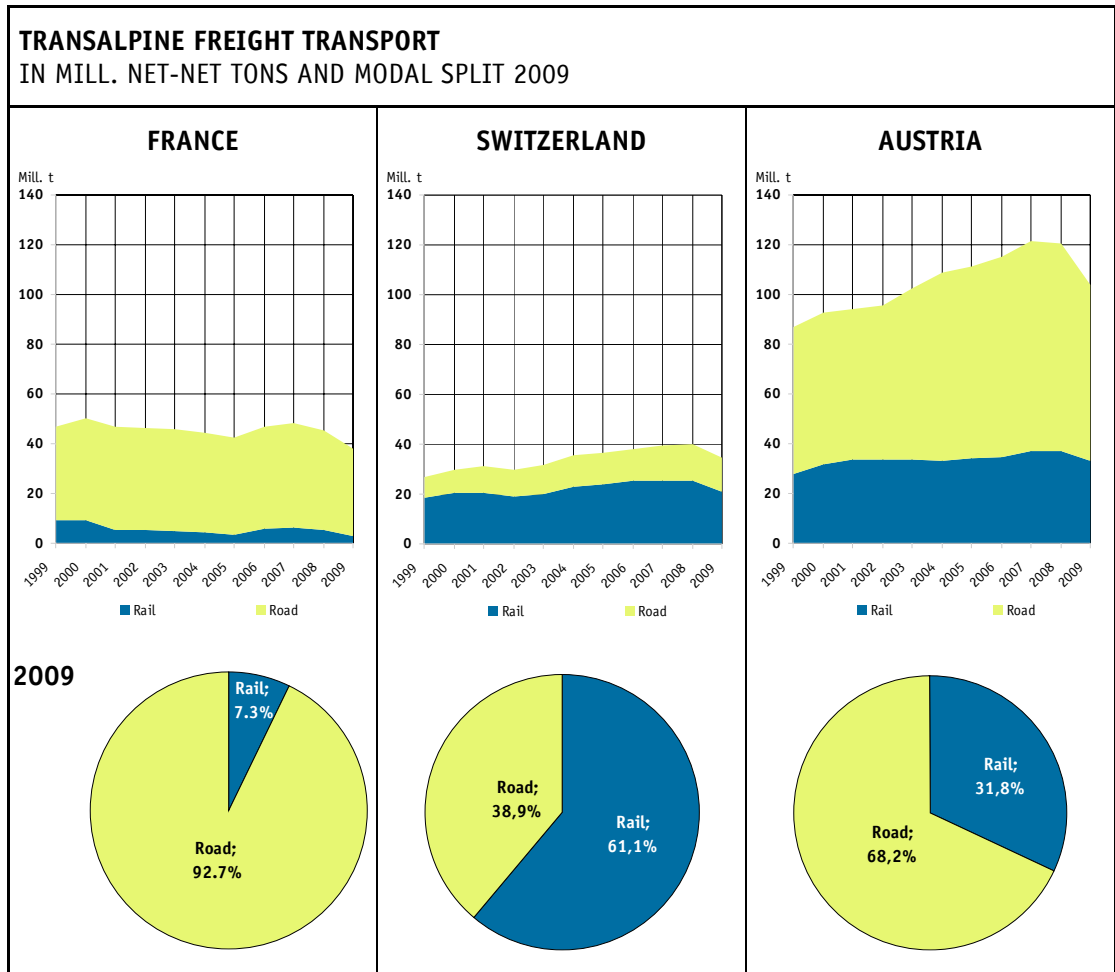 TRANSALPINE FREIGHT TRANSPORT
IN MILL. NET-NET TONS AND MODAL SPLIT 2009
FRANCE
Mill. t
140
120
100
80
60
40
20
0
1999 2000 2001 2002 2003 2004 2005 2006 2007 2008 2009
Rail Road
SWITZERLAND
Mill. t
140
120
100
80
60
40
20
0
1999 2000 2001 2002 2003 2004 2005 2006 2007 2008 2009
Rail Road
AUSTRIA
Mill. t
140
120
100
80
60
40
20
0
1999 2000 2001 2002 2003 2004 2005 2006 2007 2008 2009
Rail Road
2009
Rail;
7.3%
Road;
92.7%
Road;
38,9%
Rail;
61,1%
Rail;
31,8%
Road;
68,2%